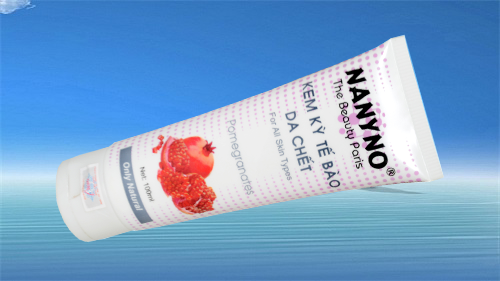 NANYNO®
The Beauty Paris
KEM KỲ TẾ BÀO
DA CHẾT
For All Skin Types
Pomegranates
Net: 100ml
Only Natural